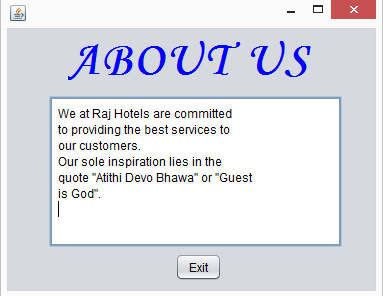 ABOUT US
We at Raj Hotels are committed
to providing the best services to
our customers.
Our sole inspiration lies in the
quote "Atithi Devo Bhawa" or "Guest
is God".
Exit